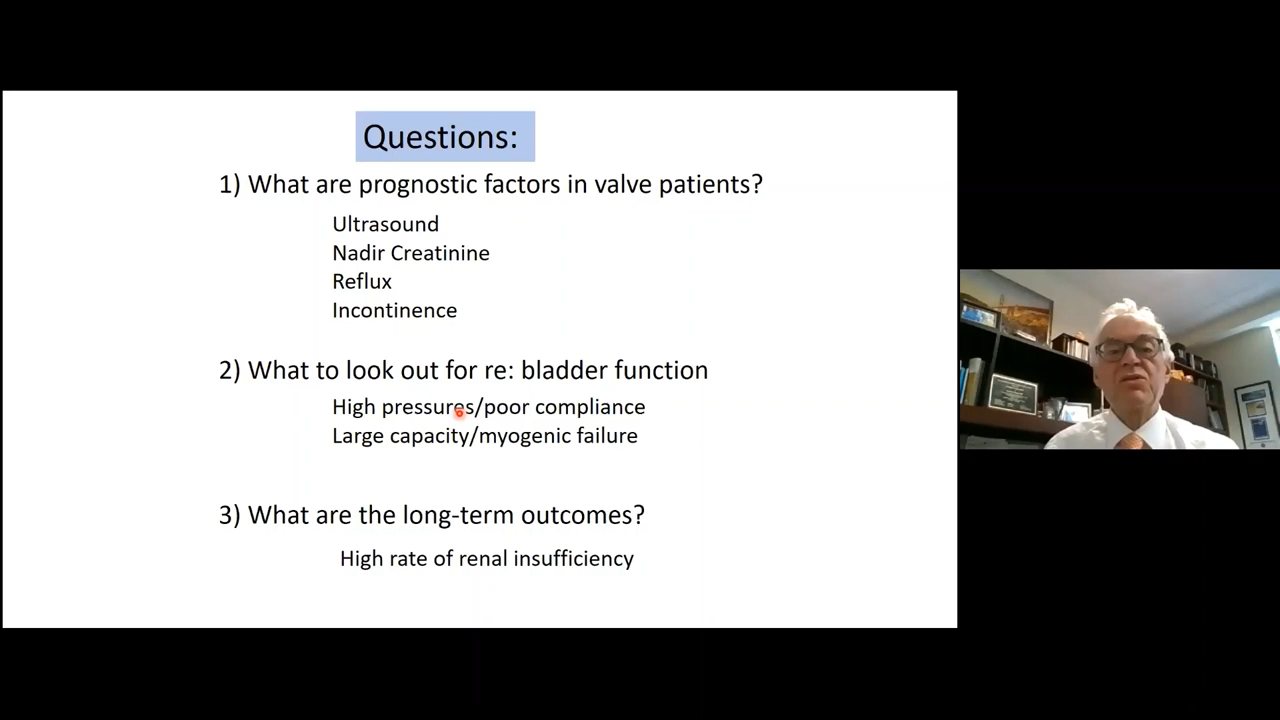 Questions:
1) What are prognostic factors in valve patients?
Ultrasound
Nadir Creatinine
Reflux
Incontinence
2) What to look out for re: bladder function
High pressures/poor compliance
Large capacity/myogenic failure
3) What are the long-term outcomes?
High rate of renal insufficiency